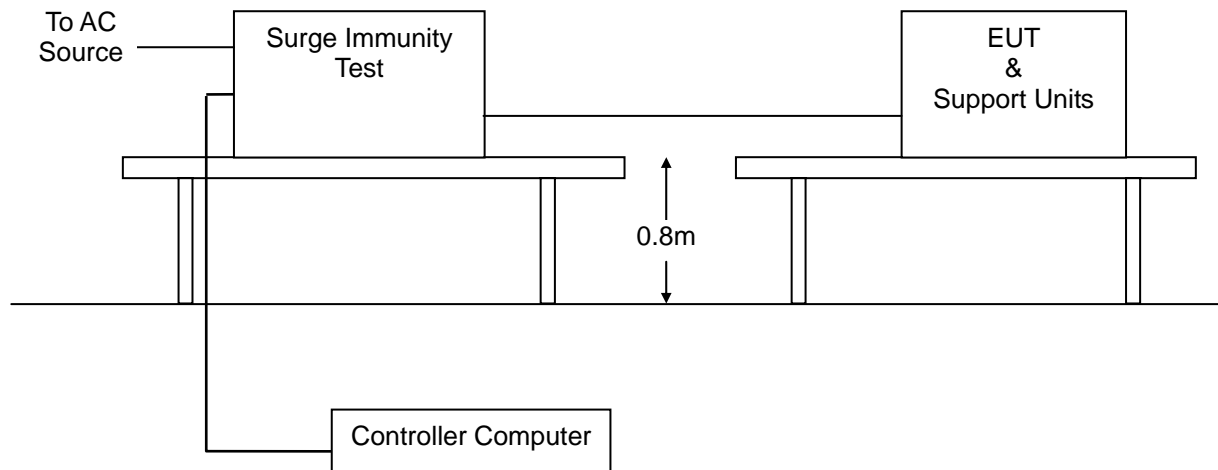 To AC
Source
Surge Immunity
Test
EUT
&
Support Units
0.8m
Controller Computer